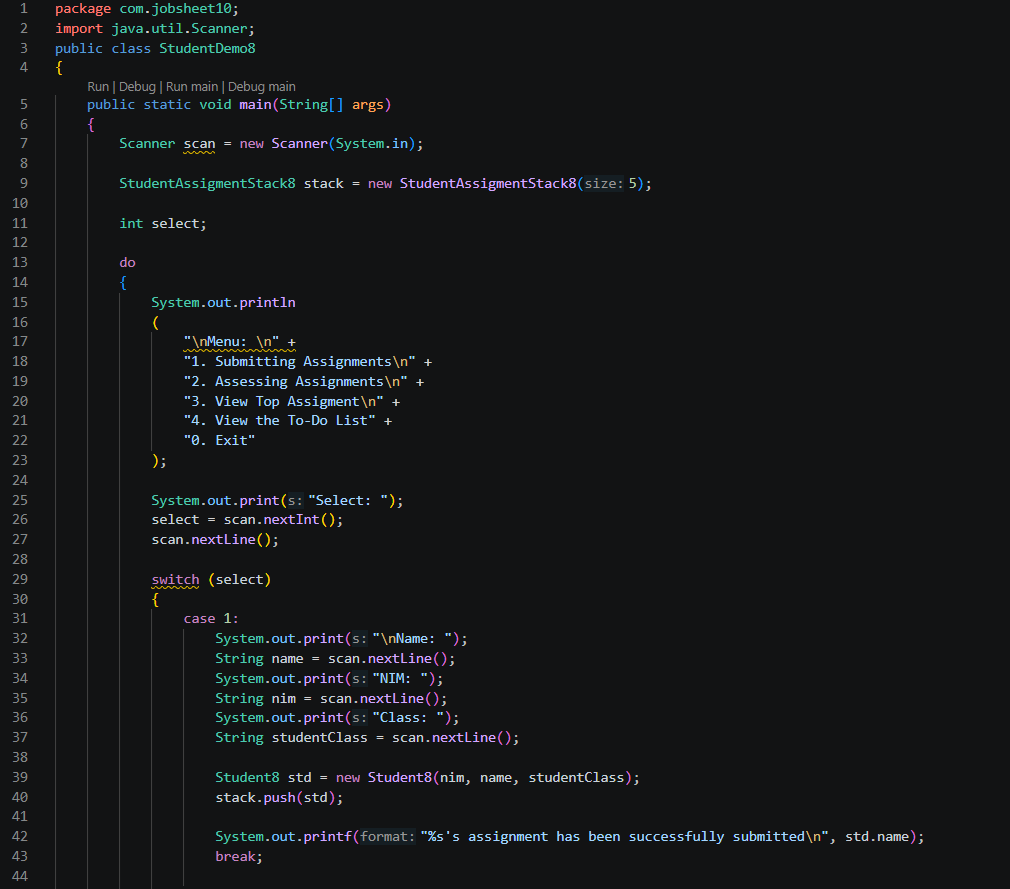 1 package com.jobsheet10;
2 import java.util.Scanner;
3 public class StudentDemo8
4 {
Run | Debug | Run main | Debug main
5     public static void main(String[] args)
6     {
7         Scanner scan = new Scanner(System.in);
8
9         StudentAssigmentStack8 stack = new StudentAssigmentStack8(size: 5);
10
11         int select;
12
13         do
14         {
15             System.out.println
16             (
17                 "\nMenu: \n" +
18                 "1. Submitting Assignments\n" +
19                 "2. Assessing Assignments\n" +
20                 "3. View Top Assigment\n" +
21                 "4. View the To-Do List" +
22                 "0. Exit"
23             );
24
25             System.out.print(s: "Select: ");
26             select = scan.nextInt();
27             scan.nextLine();
28
29             switch (select)
30             {
31                 case 1:
32                     System.out.print(s: "\nName: ");
33                     String name = scan.nextLine();
34                     System.out.print(s: "NIM: ");
35                     String nim = scan.nextLine();
36                     System.out.print(s: "Class: ");
37                     String studentClass = scan.nextLine();
38
39                     Student8 std = new Student8(nim, name, studentClass);
40                     stack.push(std);
41
42                     System.out.printf(format: "%s's assignment has been successfully submitted\n", std.name);
43                     break;
44